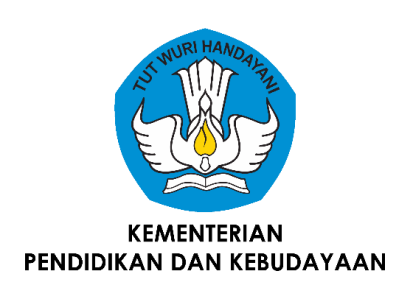 TUT WURI HANDAYANI
KEMENTERIAN
PENDIDIKAN DAN KEBUDAYAAN